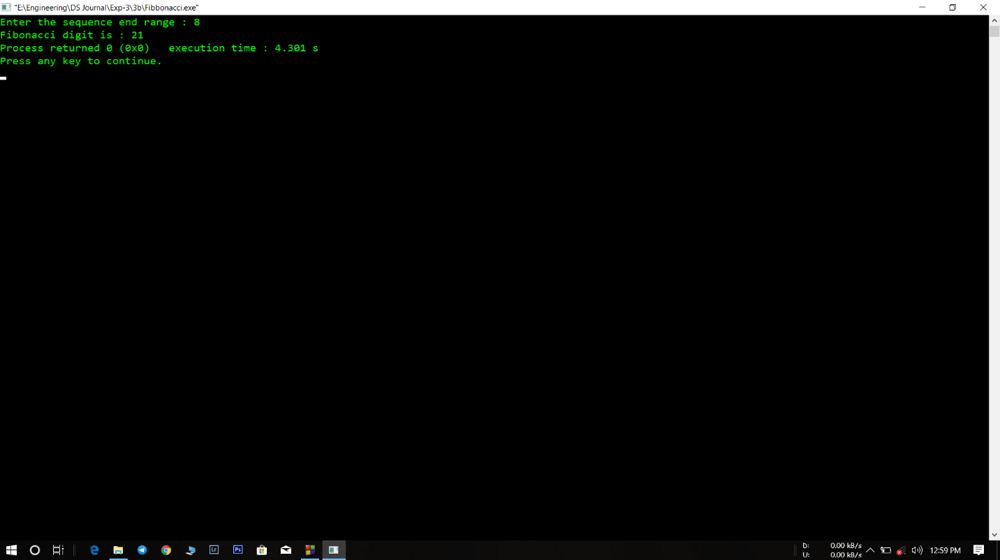 "E:\Engineering\DS Journal\Exp-3\3b\Fibbonacci.exe"
Enter the sequence end range : 8
Fibonacci digit is : 21
Process returned 0 (0x0)   execution time : 4.301 s
Press any key to continue.
Lr
Ps
D: 0.00 kB/s
U: 0.00 kB/s
12:59 PM